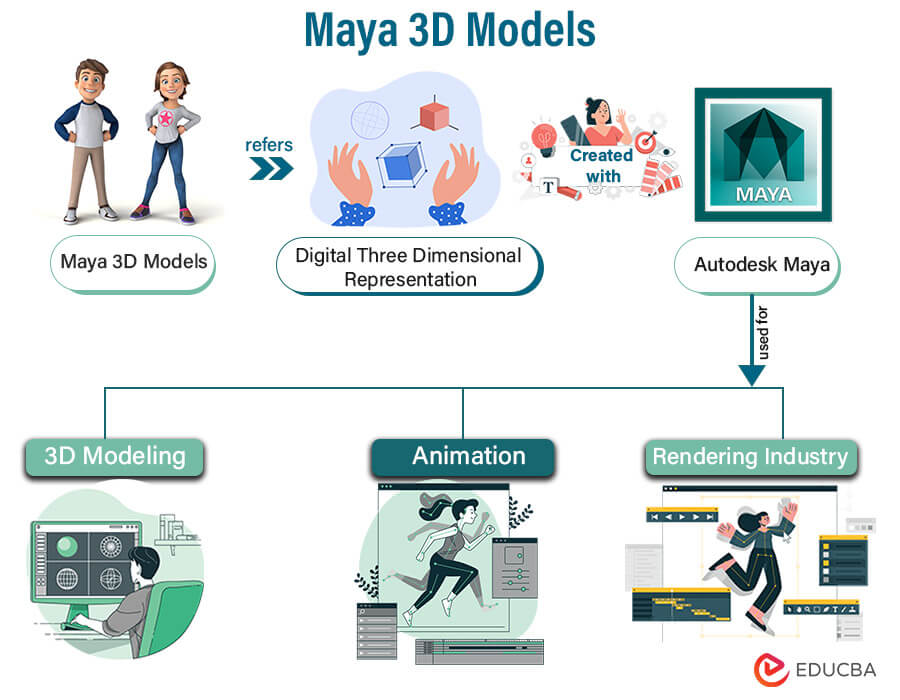 Maya 3D Models
refers
Created
with
T
MAYA
Maya 3D Models
Digital Three Dimensional
Representation
Autodesk Maya
used for
3D Modeling
Animation
Rendering Industry
T
EDUCBA